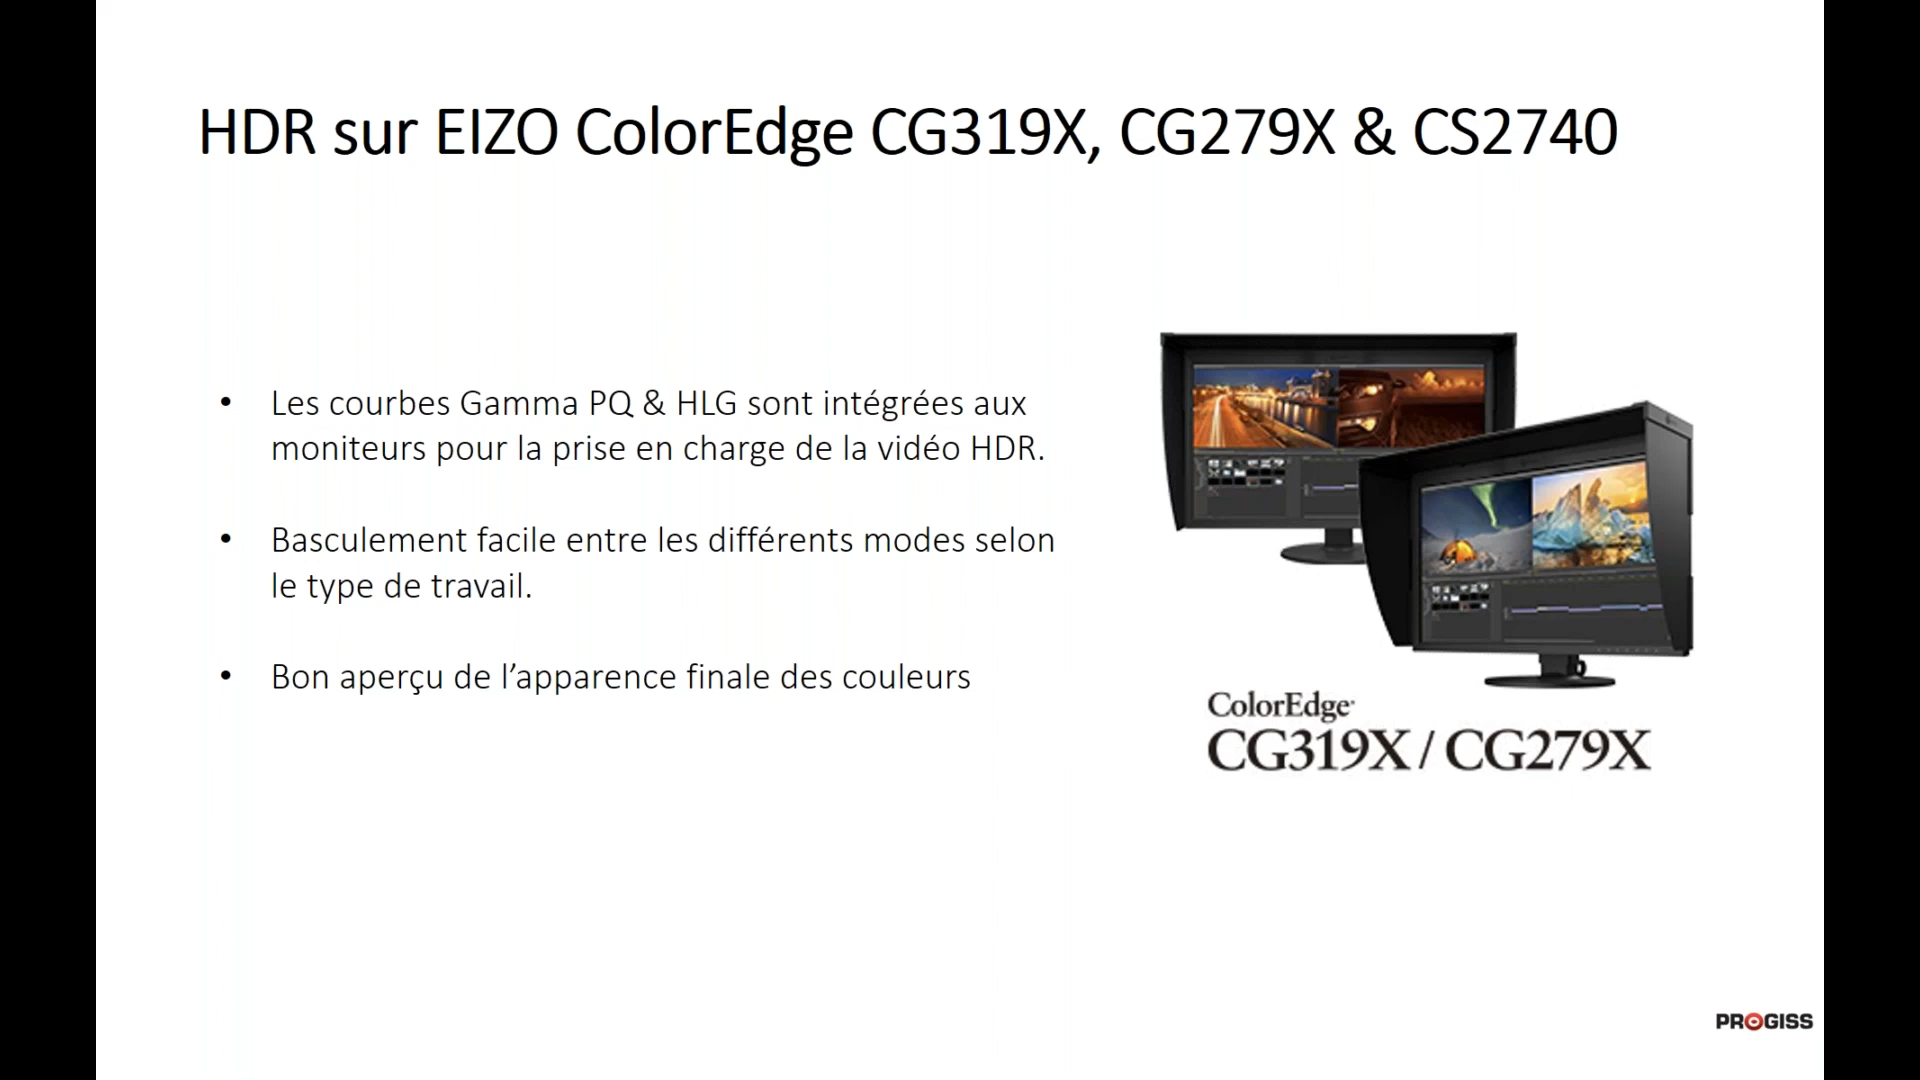 HDR sur EIZO ColorEdge CG319X, CG279X & CS2740
• Les courbes Gamma PQ & HLG sont intégrées aux
moniteurs pour la prise en charge de la vidéo HDR.
• Basculement facile entre les différents modes selon
le type de travail.
• Bon aperçu de l’apparence finale des couleurs
ColorEdge
CG319X / CG279X
PROGISS